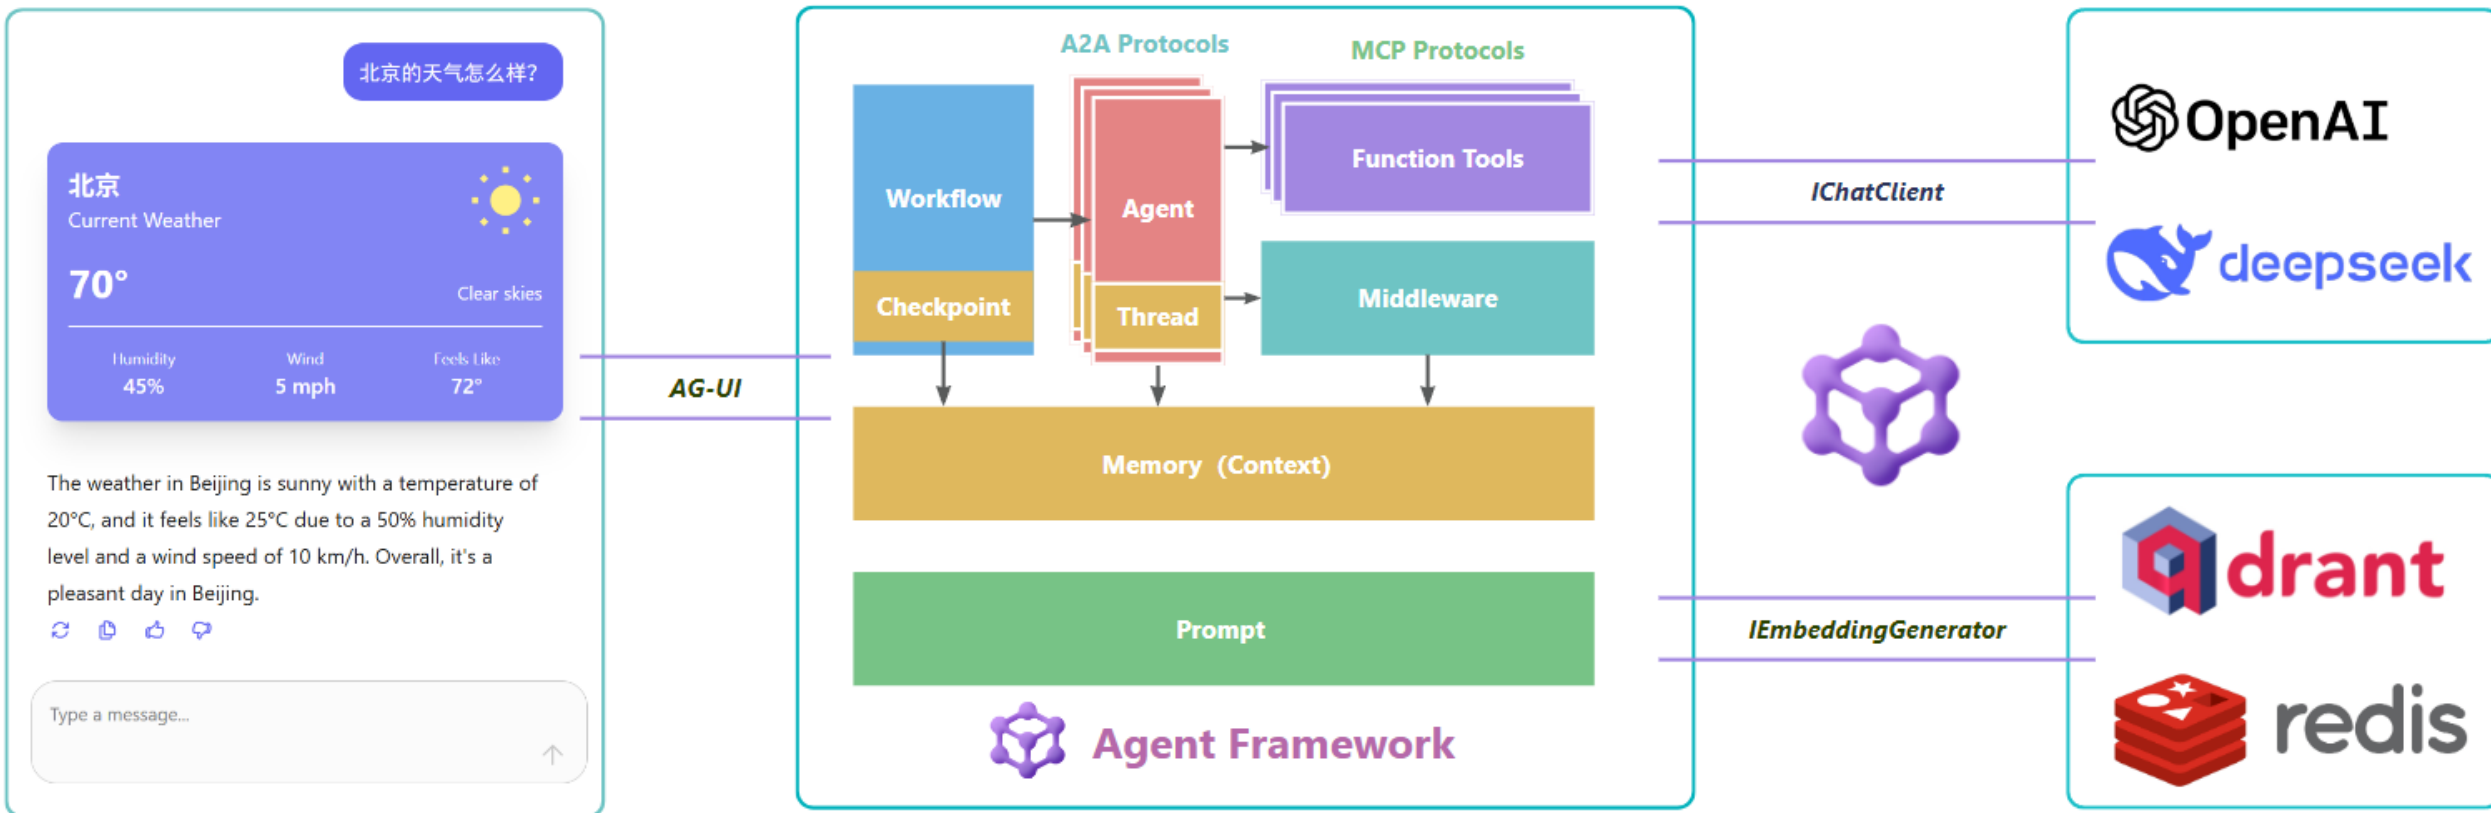 北京的天气怎么样?
北京
Current Weather
70°
Clear skies
Humidity
Wind
Feels Like
45%
5 mph
72°
The weather in Beijing is sunny with a temperature of
20°C, and it feels like 25°C due to a 50% humidity
level and a wind speed of 10 km/h. Overall, it's a
pleasant day in Beijing.
Type a message...
AG-UI
A2A Protocols
MCP Protocols
Workflow
Checkpoint
Agent
Thread
Function Tools
Middleware
Memory (Context)
Prompt
Agent Framework
IChatClient
IEmbeddingGenerator
OpenAI
deepseek
qdrant
redis